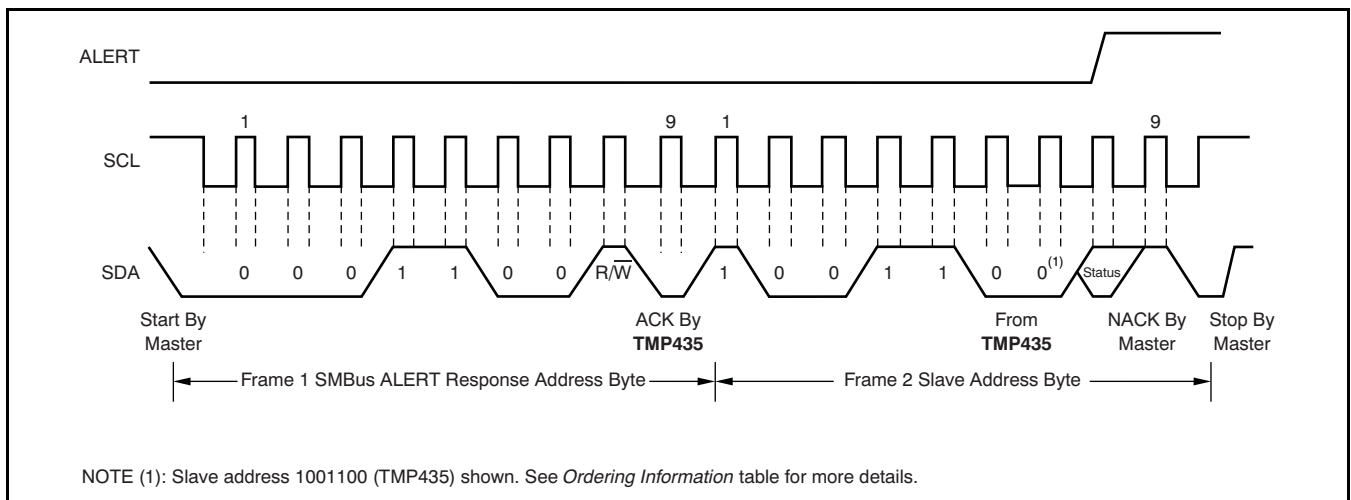 ALERT
1 9 1 9
SCL
SDA 0 0 0 1 1 0 0 R/W̅ 1 0 0 1 1 0 0(1) Status
Start By Master
ACK By TMP435
From TMP435
NACK By Master
Stop By Master
Frame 1 SMBus ALERT Response Address Byte
Frame 2 Slave Address Byte
NOTE (1): Slave address 1001100 (TMP435) shown. See Ordering Information table for more details.